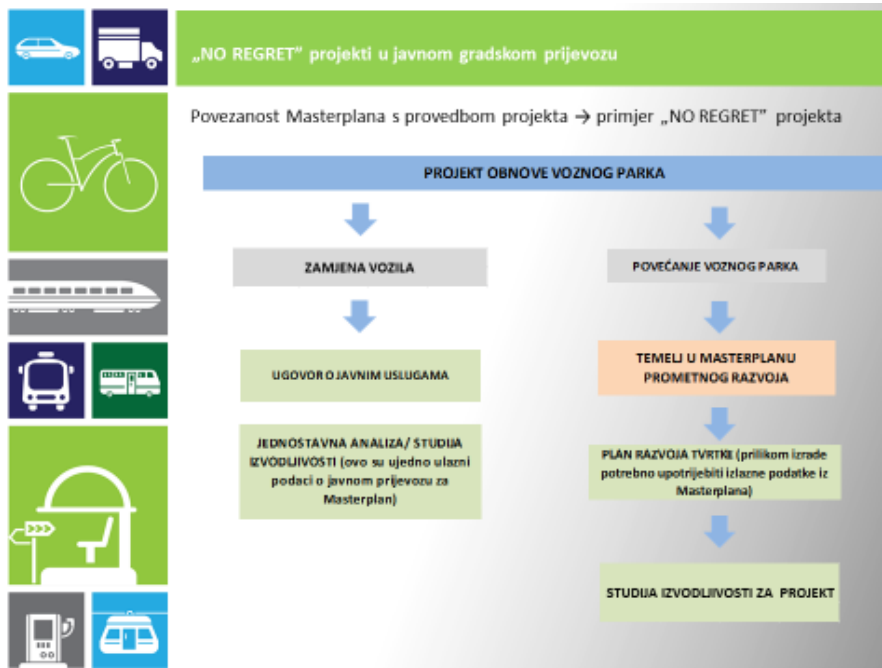 „NO REGRET” projekti u javnom gradskom prijevozu
Povezanost Masterplana s provedbom projekta → primjer „NO REGRET” projekta
PROJEKT OBNOVE VOZNOG PARKA
ZAMJENA VOZILA
UGOVOR O JAVNIM USLUGAMA
JEDNOSTAVNA ANALIZA/ STUDIJA
IZVODLJIVOSTI (ovo su ujedno ulazni
podaci o javnom prijevozu za
Masterplan)
POVEĆANJE VOZNOG PARKA
TEMELJ U MASTERPLANU
PROMETNOG RAZVOJA
PLAN RAZVOJA TVRTKE (prilikom izrade
potrebno upotrijebiti izlazne podatke iz
Masterplana)
STUDIJA IZVODLJIVOSTI ZA PROJEKT